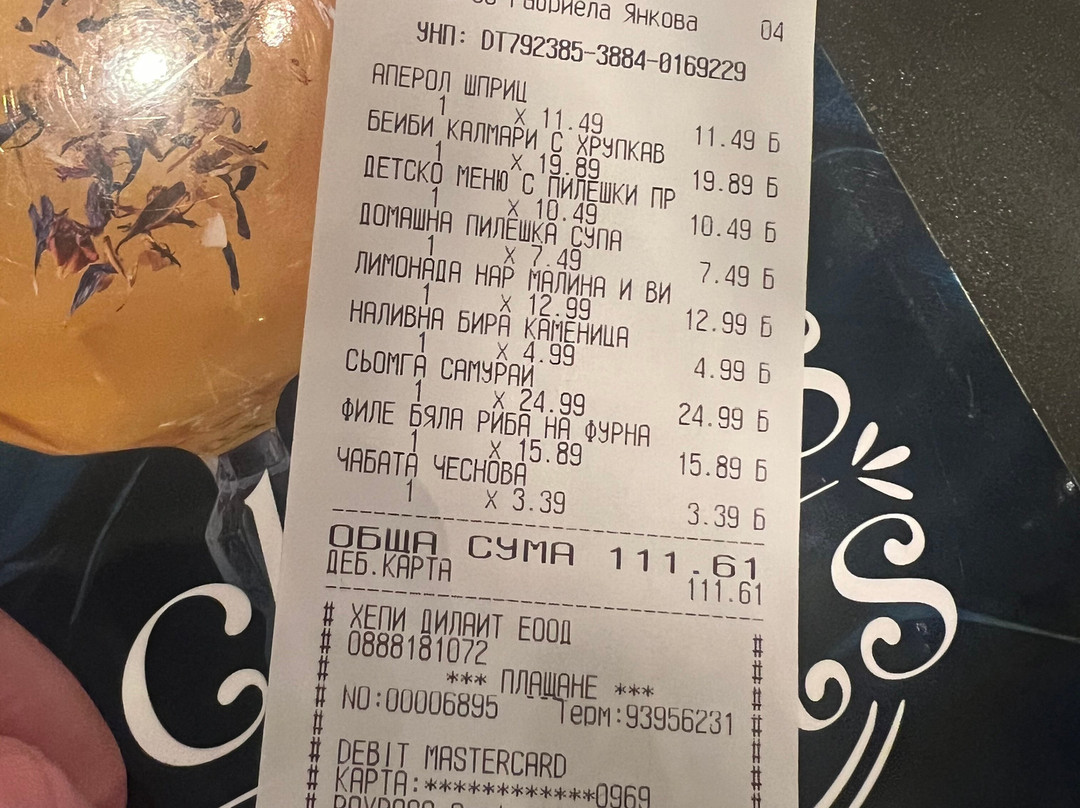 Габриела Янкова 04
УНП: DT792385-3884-0169229
АПЕРОЛ ШПРИЦ
1 X 11.49 11.49 Б
БЕИБИ КАЛМАРИ С ХРУПКАВ
1 X 19.89 19.89 Б
ДЕТСКО МЕНЮ С ПИЛЕШКИ ПР
1 X 10.49 10.49 Б
ДОМАШНА ПИЛЕШКА СУПА
1 X 7.49 7.49 Б
ЛИМОНАДА НАР МАЛИНА И ВИ
1 X 12.99 12.99 Б
НАЛИВНА БИРА КАМЕНИЦА
1 X 4.99 4.99 Б
СЬОМГА САМУРАЙ
1 X 24.99 24.99 Б
ФИЛЕ БЯЛА РИБА НА ФУРНА
1 X 15.89 15.89 Б
ЧАБАТА ЧЕСНОВА
1 X 3.39 3.39 Б
ОБЩА СУМА 111.61
ДЕБ.КАРТА 111.61
# ХЕПИ ДИЛАИТ ЕООД #
# 0888181072 #
# *** ПЛАЩАНЕ *** #
# NO:00006895 Терм:93956231 #
# DEBIT MASTERCARD #
# КАРТА:************0969 #